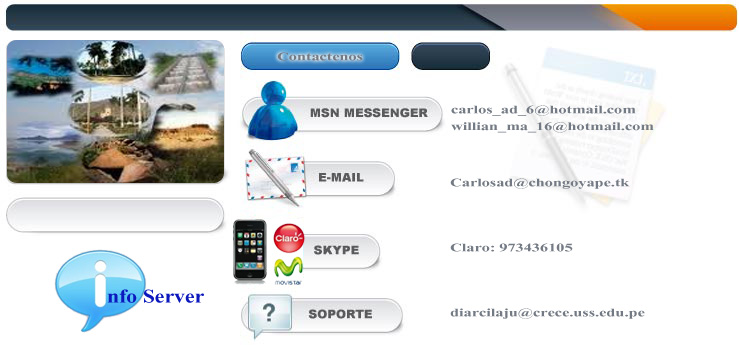 Contactenos
MSN MESSENGER
carlos_ad_6@hotmail.com
willian_ma_16@hotmail.com
E-MAIL
Carlosad@chongoyape.tk
Claro
movistar
SKYPE
Claro: 973436105
info Server
?
SOPORTE
diarcilaju@crece.uss.edu.pe
TXT.